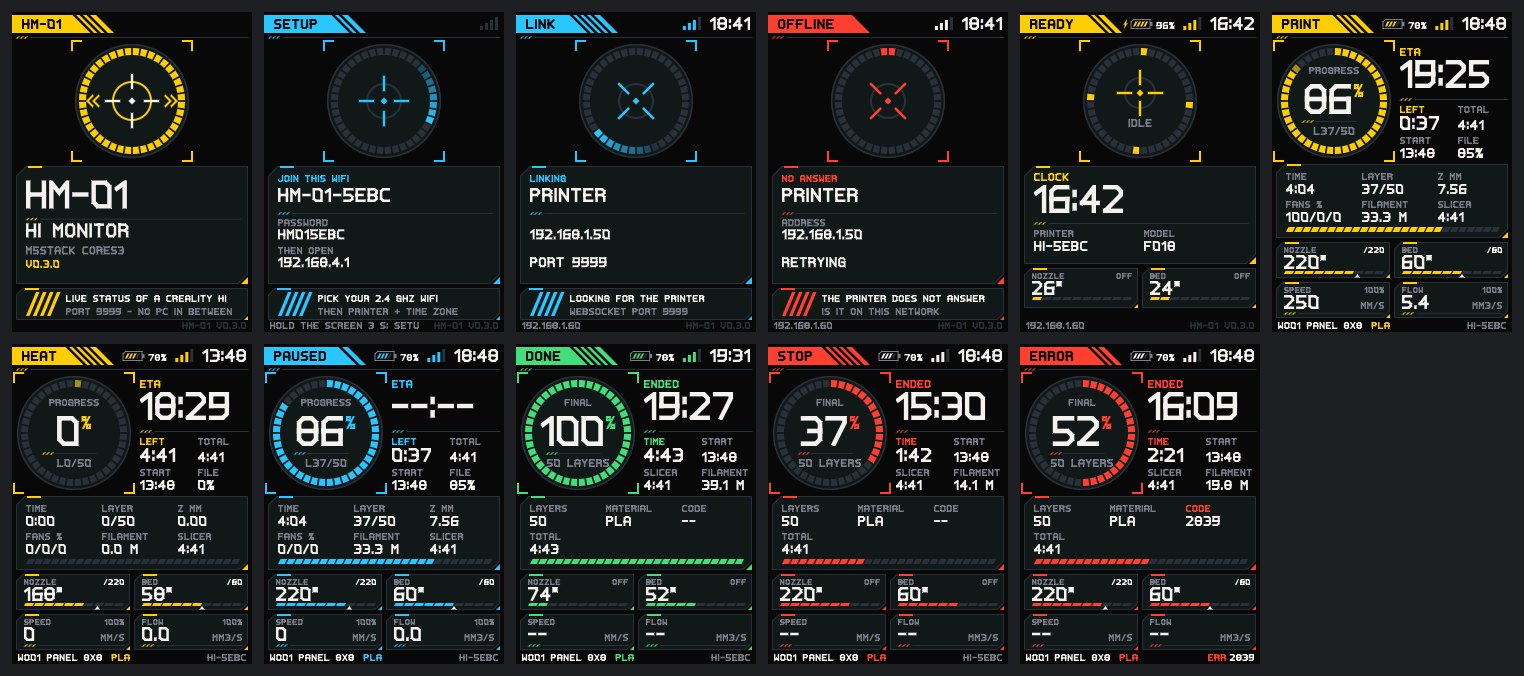 HM-01
HM-01
HI MONITOR
M5STACK CORES3
V0.3.0
LIVE STATUS OF A CREALITY HI
PORT 9999 - NO PC IN BETWEEN
SETUP
JOIN THIS WIFI
HM-01-5EBC
PASSWORD
HM015EBC
THEN OPEN
192.168.4.1
PICK YOUR 2.4 GHZ WIFI
THEN PRINTER + TIME ZONE
HOLD THE SCREEN 3 S: SETU HM-01 V0.3.0
LINK 18:41
LINKING
PRINTER
192.168.1.50
PORT 9999
LOOKING FOR THE PRINTER
WEBSOCKET PORT 9999
192.168.1.60 HM-01 V0.3.0
OFFLINE 18:41
NO ANSWER
PRINTER
ADDRESS
192.168.1.50
RETRYING
THE PRINTER DOES NOT ANSWER
IS IT ON THIS NETWORK
192.168.1.60 HM-01 V0.3.0
READY 96% 16:42
IDLE
CLOCK
16:42
PRINTER MODEL
HI-5EBC F018
NOZZLE OFF BED OFF
26° 24°
192.168.1.60 HM-01 V0.3.0
PRINT 78% 18:48
PROGRESS
86%
L37/50
ETA
19:25
LEFT TOTAL
0:37 4:41
START FILE
13:48 85%
TIME LAYER Z MM
4:04 37/50 7.56
FANS % FILAMENT SLICER
100/0/0 33.3 M 4:41
NOZZLE /220 BED /60
220° 60°
SPEED 100% FLOW 100%
250 MM/S 5.4 MM3/S
WOQ1 PANEL 8X8 PLA HI-5EBC
HEAT 78% 13:48
PROGRESS
0%
L0/50
ETA
18:29
LEFT TOTAL
4:41 4:41
START FILE
13:48 0%
TIME LAYER Z MM
0:00 0/50 0.00
FANS % FILAMENT SLICER
0/0/0 0.0 M 4:41
NOZZLE /220 BED /60
168° 58°
SPEED 100% FLOW 100%
0 MM/S 0.0 MM3/S
WOQ1 PANEL 8X8 PLA HI-5EBC
PAUSED 78% 18:48
PROGRESS
86%
L37/50
ETA
--:--
LEFT TOTAL
0:37 4:41
START FILE
13:48 85%
TIME LAYER Z MM
4:04 37/50 7.56
FANS % FILAMENT SLICER
0/0/0 33.3 M 4:41
NOZZLE /220 BED /60
220° 60°
SPEED 100% FLOW 100%
0 MM/S 0.0 MM3/S
WOQ1 PANEL 8X8 PLA HI-5EBC
DONE 78% 19:31
FINAL
100%
50 LAYERS
ENDED
19:27
TIME START
4:43 13:48
SLICER FILAMENT
4:41 39.1 M
LAYERS MATERIAL CODE
50 PLA --
TOTAL
4:43
NOZZLE OFF BED OFF
74° 52°
SPEED FLOW
-- MM/S -- MM3/S
WOQ1 PANEL 8X8 PLA HI-5EBC
STOP 78% 18:48
FINAL
37%
50 LAYERS
ENDED
15:30
TIME START
1:42 13:48
SLICER FILAMENT
4:41 14.1 M
LAYERS MATERIAL CODE
50 PLA --
TOTAL
4:41
NOZZLE OFF BED OFF
220° 60°
SPEED FLOW
-- MM/S -- MM3/S
WOQ1 PANEL 8X8 PLA HI-5EBC
ERROR 78% 18:48
FINAL
52%
50 LAYERS
ENDED
16:09
TIME START
2:21 13:48
SLICER FILAMENT
4:41 19.8 M
LAYERS MATERIAL CODE
50 PLA 2839
TOTAL
4:41
NOZZLE /220 BED /60
220° 60°
SPEED FLOW
-- MM/S -- MM3/S
WOQ1 PANEL 8X8 PLA ERR 2839